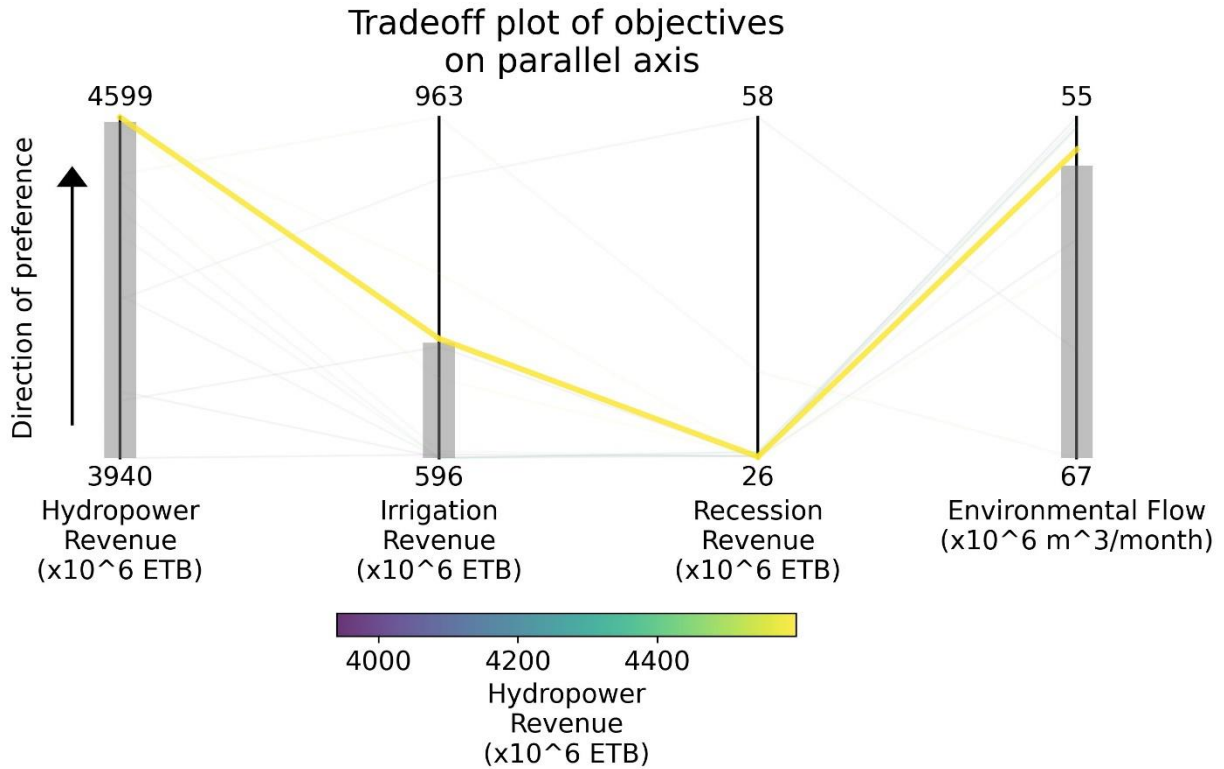 Tradeoff plot of objectives
on parallel axis
4599
963
58
55
Direction of preference
3940
596
26
67
Hydropower
Revenue
(x10^6 ETB)
Irrigation
Revenue
(x10^6 ETB)
Recession
Revenue
(x10^6 ETB)
Environmental Flow
(x10^6 m^3/month)
4000
4200
4400
Hydropower
Revenue
(x10^6 ETB)